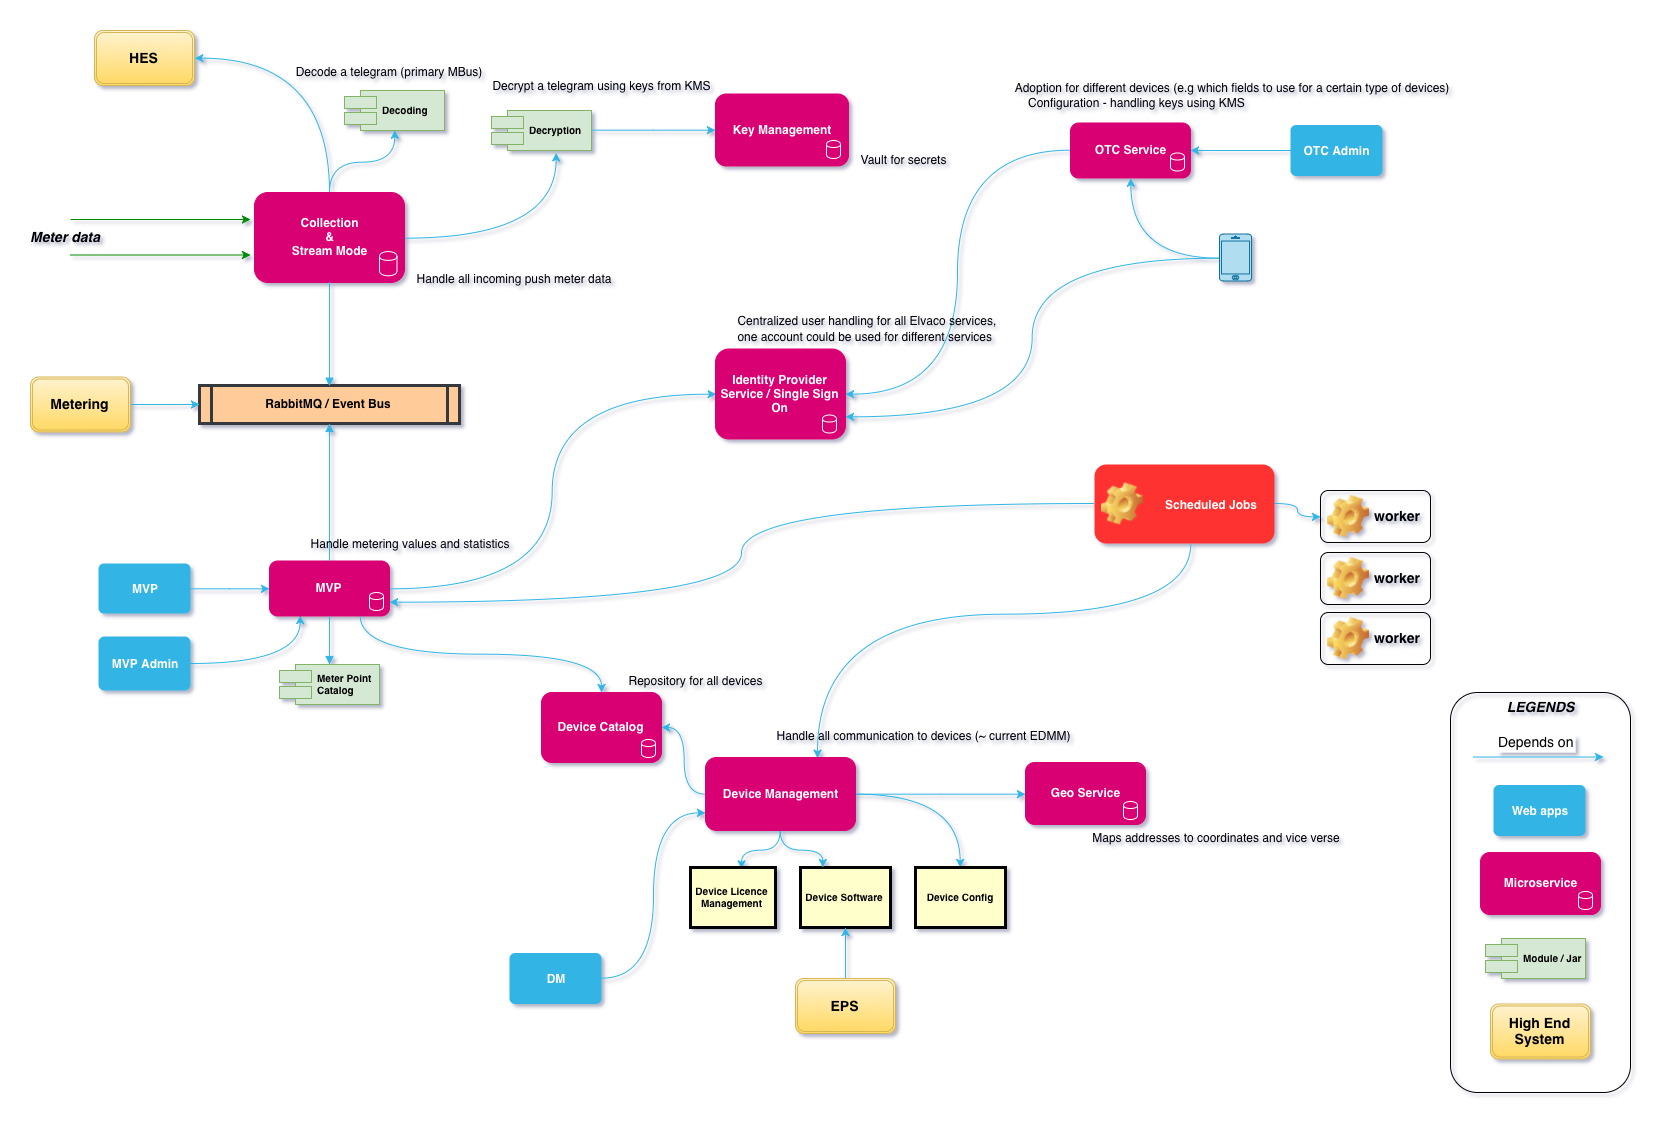 HES
Decode a telegram (primary MBus)
Decoding
Decrypt a telegram using keys from KMS
Decryption
Key Management
Vault for secrets
Adoption for different devices (e.g which fields to use for a certain type of devices)
Configuration - handling keys using KMS
OTC Service
OTC Admin
Meter data
Collection
&
Stream Mode
Handle all incoming push meter data
Centralized user handling for all Elvaco services,
one account could be used for different services
Identity Provider
Service / Single Sign
On
Metering
RabbitMQ / Event Bus
Scheduled Jobs
worker
worker
worker
Handle metering values and statistics
MVP
MVP
MVP Admin
Meter Point
Catalog
Repository for all devices
Device Catalog
Handle all communication to devices (~ current EDMM)
Device Management
Geo Service
Maps addresses to coordinates and vice verse
Device Licence
Management
Device Software
Device Config
DM
EPS
LEGENDS
Depends on
Web apps
Microservice
Module / Jar
High End
System